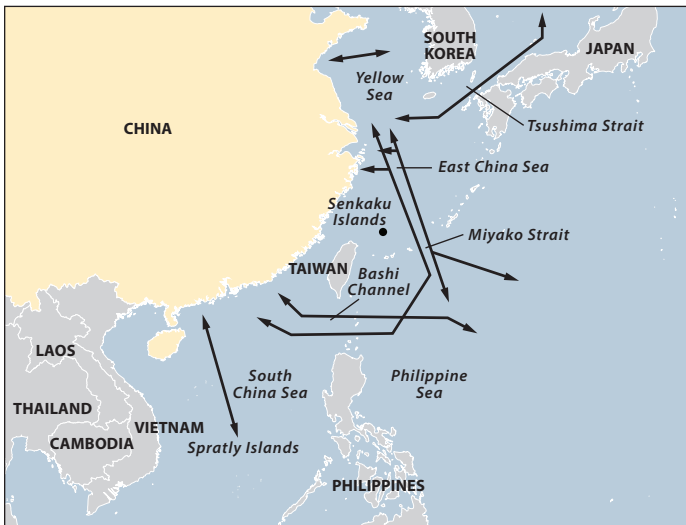 SOUTH
KOREA
JAPAN
Yellow
Sea
CHINA
Tsushima Strait
East China Sea
Senkaku
Islands
Miyako Strait
TAIWAN
Bashi
Channel
LAOS
South
China Sea
Philippine
Sea
THAILAND
VIETNAM
CAMBODIA
Spratly Islands
PHILIPPINES